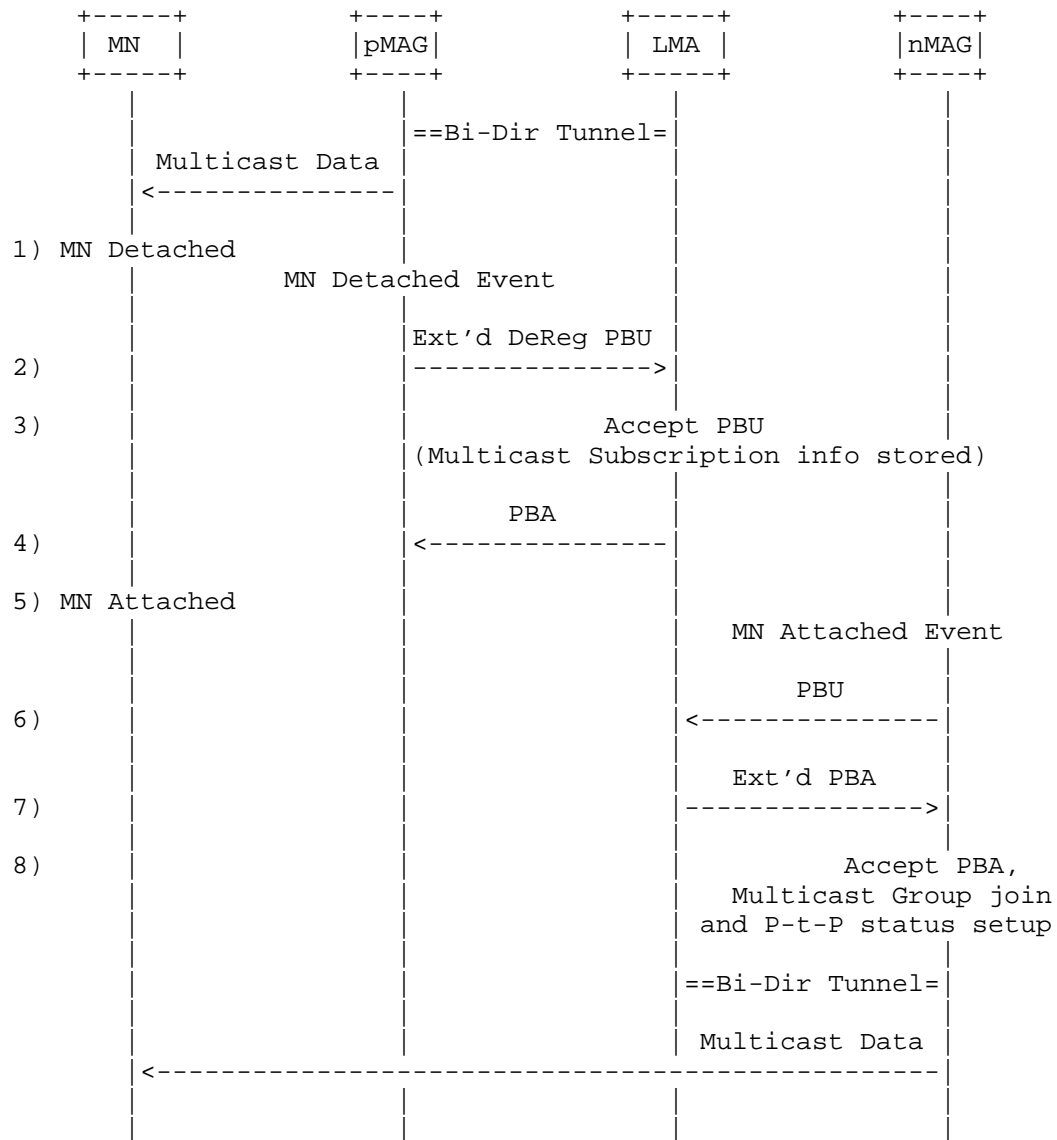 MN pMAG LMA nMAG
==Bi-Dir Tunnel=
Multicast Data
1) MN Detached
MN Detached Event
Ext'd DeReg PBU
2)
3) Accept PBU
(Multicast Subscription info stored)
PBA
4)
5) MN Attached
MN Attached Event
PBU
6)
Ext'd PBA
7)
8) Accept PBA,
Multicast Group join
and P-t-P status setup
==Bi-Dir Tunnel=
Multicast Data